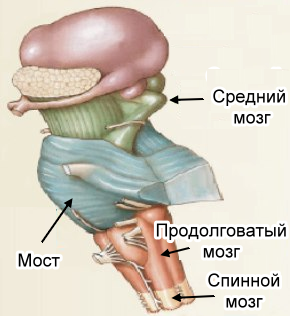 Средний
мозг
Продолговатый
мозг
Мост
Спинной
мозг